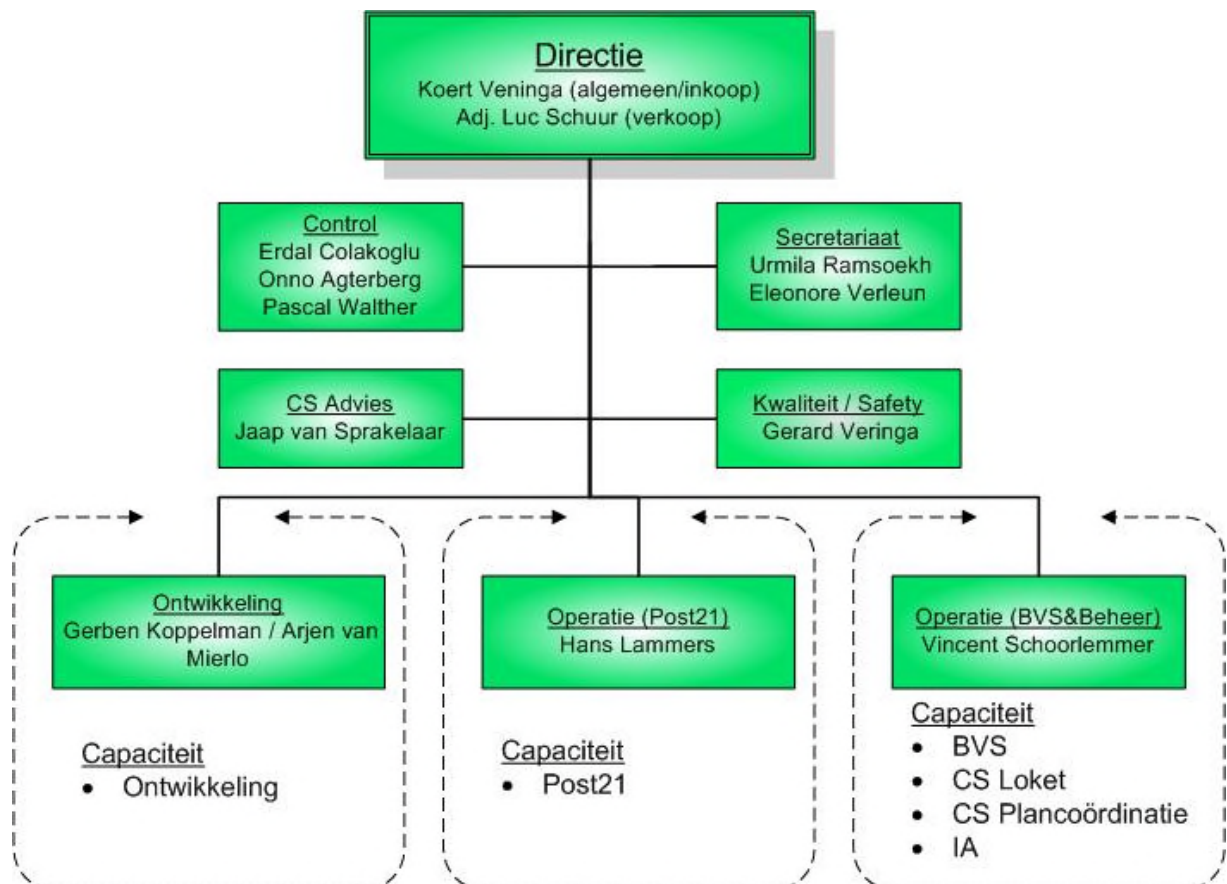 Directie
Koert Veninga (algemeen/inkoop)
Adj. Luc Schuur (verkoop)
Control
Erdal Colakoglu
Onno Agterberg
Pascal Walther
Secretariaat
Urmila Ramsoekh
Eleonore Verleun
CS Advies
Jaap van Sprakelaar
Kwaliteit / Safety
Gerard Veringa
Ontwikkeling
Gerben Koppelman / Arjen van
Mierlo
Capaciteit
• Ontwikkeling
Operatie (Post21)
Hans Lammers
Capaciteit
• Post21
Operatie (BVS&Beheer)
Vincent Schoorlemmer
Capaciteit
• BVS
• CS Loket
• CS Plancoördinatie
• IA